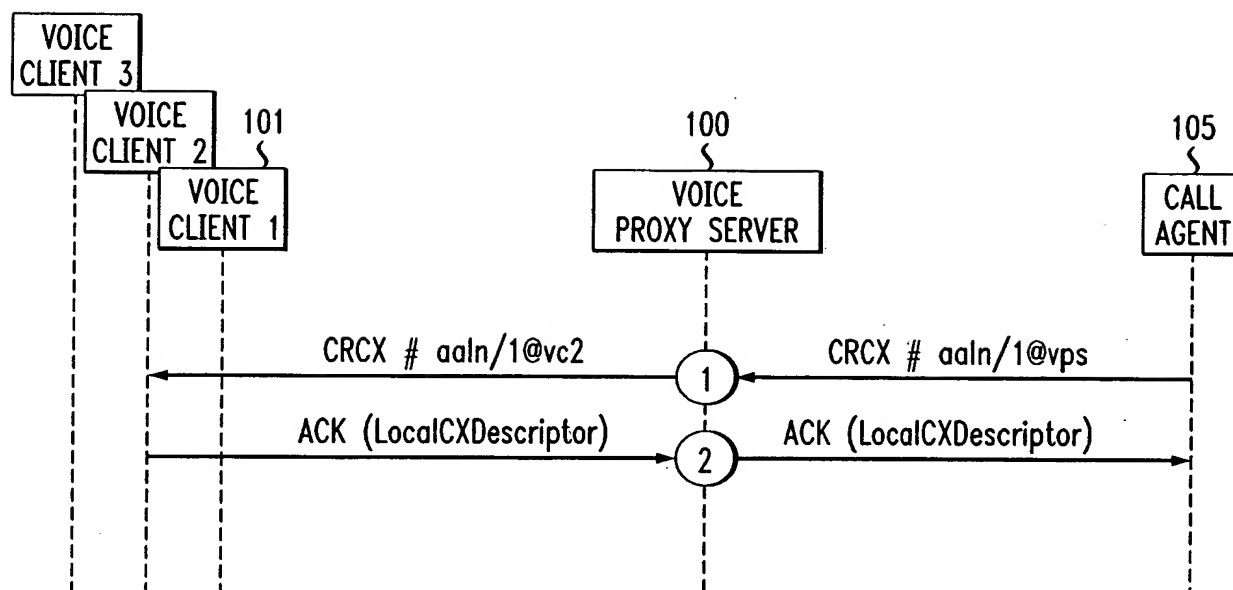 VOICE
CLIENT 3
VOICE
CLIENT 2
101
VOICE
CLIENT 1
100
VOICE
PROXY SERVER
105
CALL
AGENT
CRCX # aaln/1@vc2
1
CRCX # aaln/1@vps
ACK (LocalCXDescriptor)
2
ACK (LocalCXDescriptor)